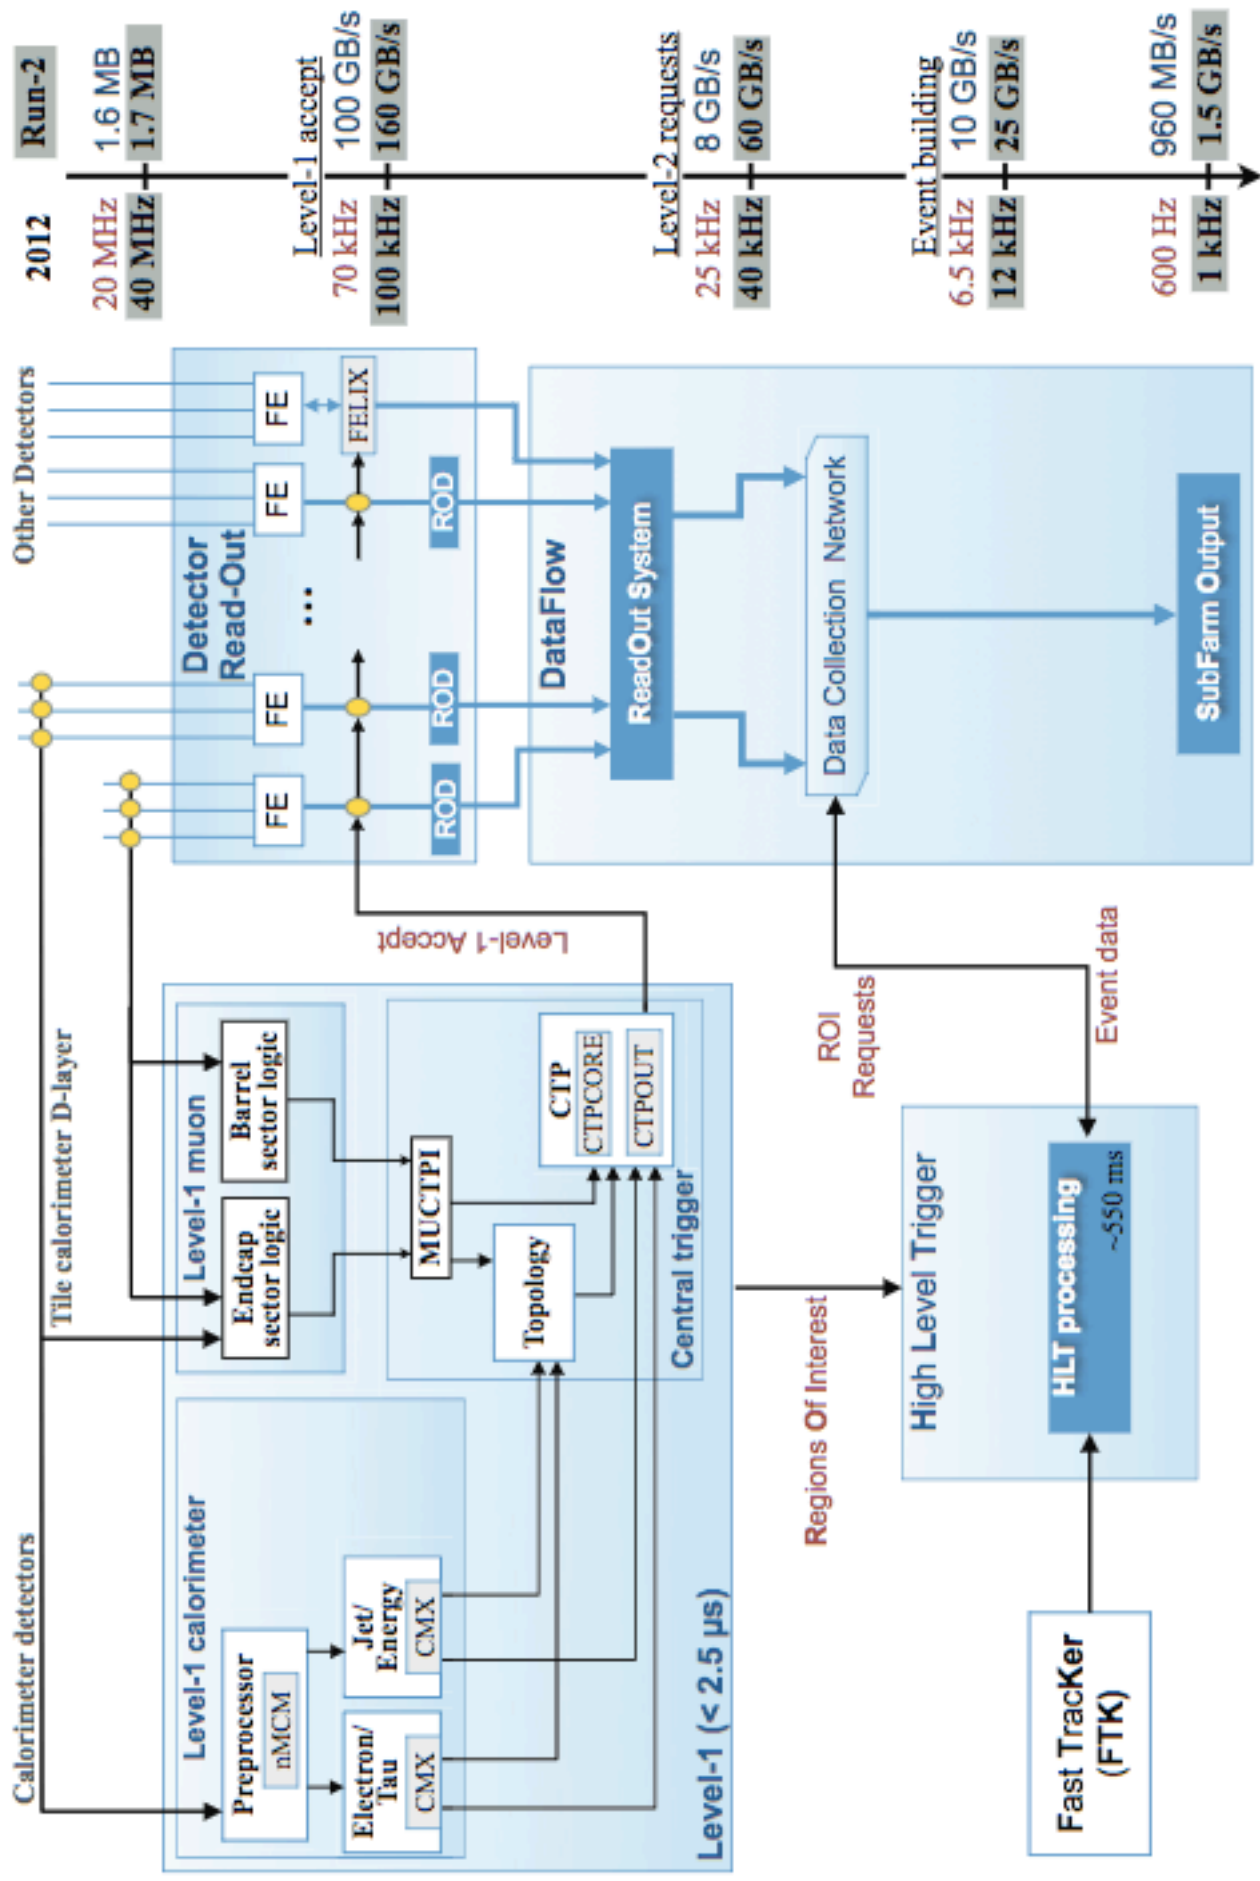 Calorimeter detectors
Tile calorimeter D-layer
Other Detectors
2012
Run-2
20 MHz
1.6 MB
40 MHz
1.7 MB
Level-1 accept
70 kHz
100 GB/s
100 kHz
160 GB/s
Level-2 requests
25 kHz
8 GB/s
40 kHz
60 GB/s
Event building
6.5 kHz
10 GB/s
12 kHz
25 GB/s
600 Hz
960 MB/s
1 kHz
1.5 GB/s
Level-1 calorimeter
Preprocessor
nMCM
Electron/
Tau
CMX
Jet/
Energy
CMX
Level-1 (< 2.5 μs)
Level-1 muon
Endcap
sector logic
Barrel
sector logic
MUCTPI
Topology
CTP
CTPCORE
CTPOUT
Central trigger
Level-1 Accept
Detector
Read-Out
FE
FE
FE
FE
...
FELIX
ROD
ROD
ROD
DataFlow
ReadOut System
Data Collection Network
SubFarm Output
Regions Of Interest
ROI
Requests
Event data
High Level Trigger
HLT processing
~550 ms
Fast TracKer
(FTK)